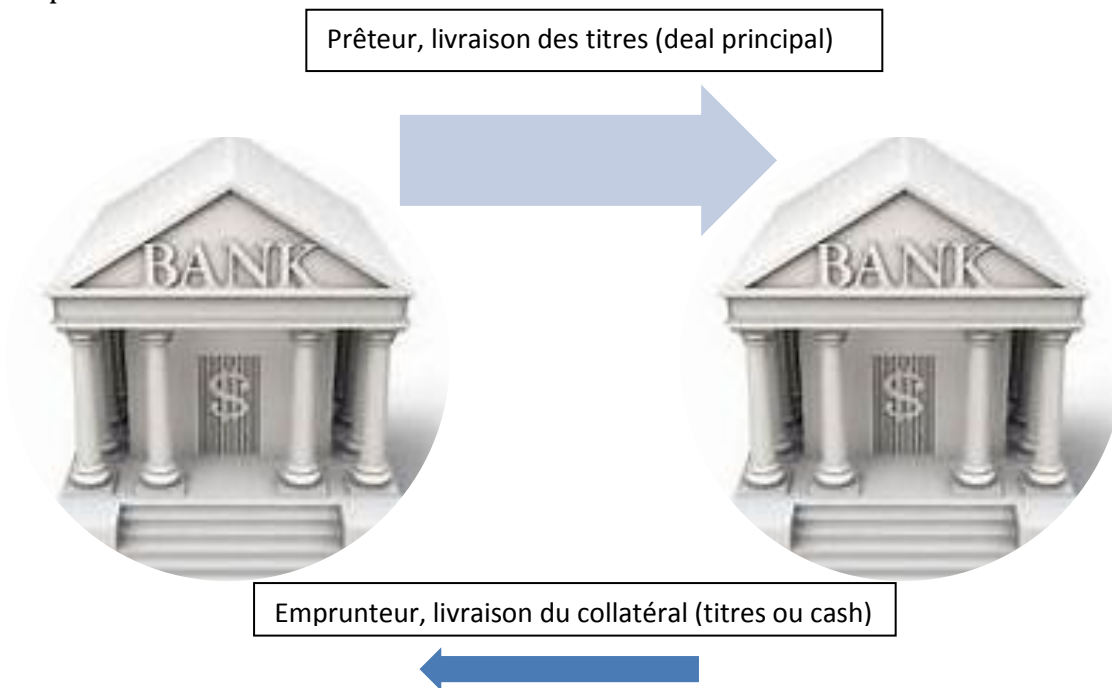 Prêteur, livraison des titres (deal principal)
BANK
BANK
$
$
Emprunteur, livraison du collatéral (titres ou cash)